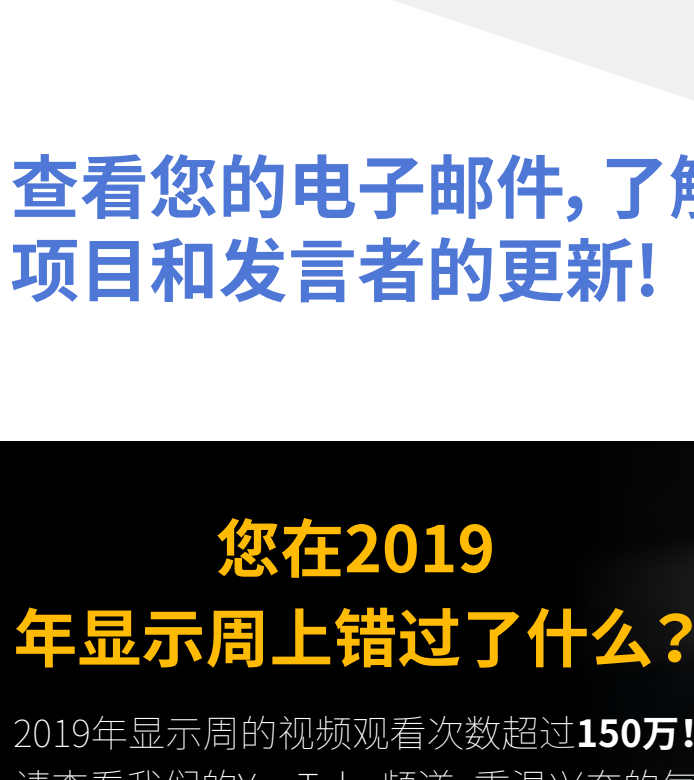 查看您的电子邮件, 了解
项目和发言者的更新!
您在2019
年显示周上错过了什么？
2019年显示周的视频观看次数超过150万!